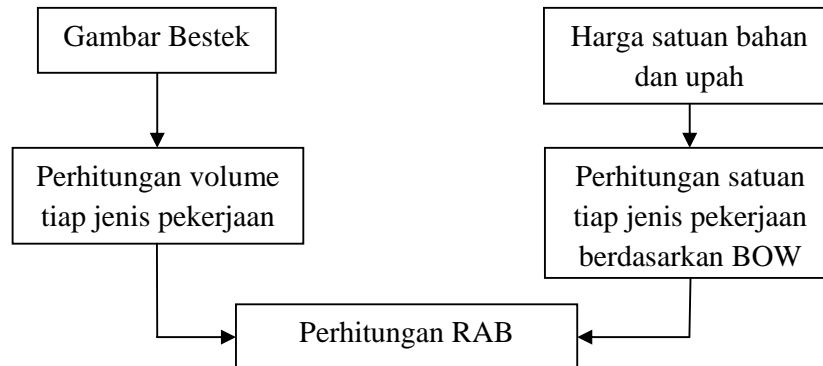 Gambar Bestek
Harga satuan bahan
dan upah
Perhitungan volume
tiap jenis pekerjaan
Perhitungan satuan
tiap jenis pekerjaan
berdasarkan BOW
Perhitungan RAB